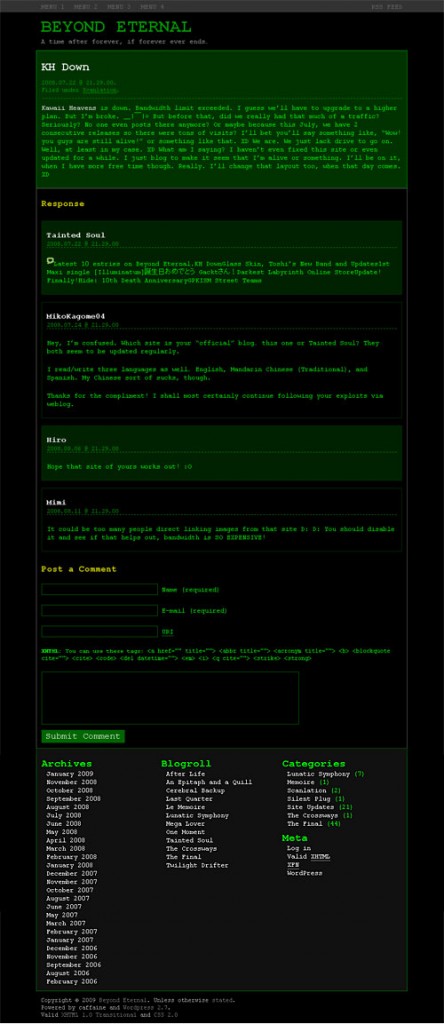 MENU 1 MENU 2 MENU 3 MENU 4 RSS FEED
BEYOND ETERNAL
A time after forever, if forever ever ends.
KH Down
2008.07.22 @ 21.29.00.
Filed under Scanlation.
Kawaii Heavens is down. Bandwidth limit exceeded. I guess we'll have to upgrade to a higher
plan. But I'm broke. __|￣|○ But before that, did we really had that much of a traffic?
Seriously? No one even posts there anymore? Or maybe because this July, we have 1
consecutive releases so there were tons of visits? I'll bet you'll say something like, "Wow!
you guys are still alive!" or something like that. XD We are. We just lack drive to go on.
Well, at least in my case. XD What am I saying? I haven't even fixed this site or even
updated for a while. I just blog to make it seem that I'm alive or something. I'll be on it,
when I have more free time though. Really. I'll change that layout too, when that day comes.
XD
Response
Tainted Soul
2008.07.22 @ 21.29.00
Latest 10 entries on Beyond Eternal.KH DownGlass Skin, Toshi's New Band and Updates1st
Maxi single [Illuminatum]誕生日おめでとう Gacktさん！Darkest Labyrinth Online StoreUpdate!
Finally!Hide: 10th Death Anniversary Street Teams
MikoKagome04
2008.07.24 @ 21.29.00
Hey, I'm confused. Which site is your "official" blog. this one or Tainted Soul? They
both seem to be updated regularly.
I read/write three languages as well. English, Mandarin Chinese (Traditional), and
Spanish. My Chinese sort of sucks, though.
Thanks for the compliment! I shall most certainly continue following your exploits via
weblog.
Hiro
2008.08.06 @ 21.29.00
Hope that site of yours works out! :O
Mimi
2008.08.11 @ 21.29.00
It could be too many people direct linking images from that site D: D: You should disable
it and see if that helps out, bandwidth is SO EXPENSIVE!
Post a Comment
Name (required)
E-mail (required)
URI
XHTML: You can use these tags: <a href="" title=""> <abbr title=""> <acronym title=""> <b> <blockquote
cite=""> <cite> <code> <del datetime=""> <em> <i> <q cite=""> <strike> <strong>
Submit Comment
Archives
January 2009
November 2008
October 2008
September 2008
August 2008
July 2008
June 2008
May 2008
April 2008
March 2008
February 2008
January 2008
December 2007
November 2007
October 2007
August 2007
June 2007
May 2007
March 2007
February 2007
January 2007
December 2006
November 2006
September 2006
August 2006
February 2006
Blogroll
After Life
An Epitaph and a Quill
Cerebral Backup
Last Quarter
Le Memoire
Lunatic Symphony
Mega Lover
One Moment
Tainted Soul
The Crossways
The Final
Twilight Drifter
Categories
Lunatic Symphony (7)
Memoire (1)
Scanlation (2)
Silent Plug (1)
Site Updates (21)
The Crossways (1)
The Final (44)
Meta
Log in
Valid XHTML
XFN
WordPress
Copyright © 2009 Beyond Eternal. Unless otherwise stated.
Powered by caffaine and Wordpress 2.7.
Valid XHTML 1.0 Transitional and CSS 2.0